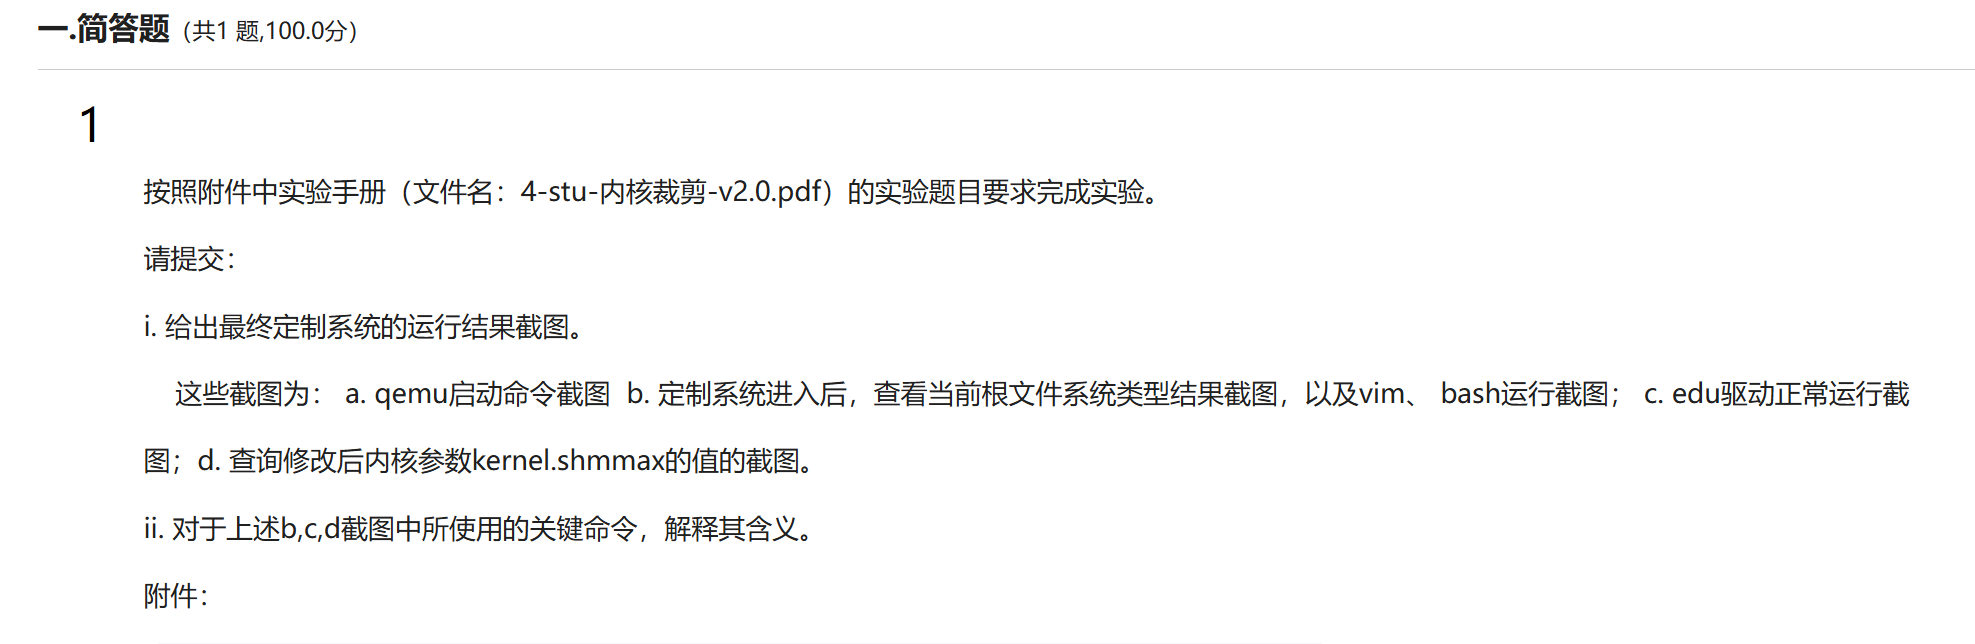 一.简答题（共1 题,100.0分）
1
按照附件中实验手册（文件名：4-stu-内核裁剪-v2.0.pdf）的实验题目要求完成实验。
请提交：
i. 给出最终定制系统的运行结果截图。
这些截图为： a. qemu启动命令截图 b. 定制系统进入后，查看当前根文件系统类型结果截图，以及vim、 bash运行截图； c. edu驱动正常运行截
图；d. 查询修改后内核参数kernel.shmmax的值的截图。
ii. 对于上述b,c,d截图中所使用的关键命令，解释其含义。
附件：